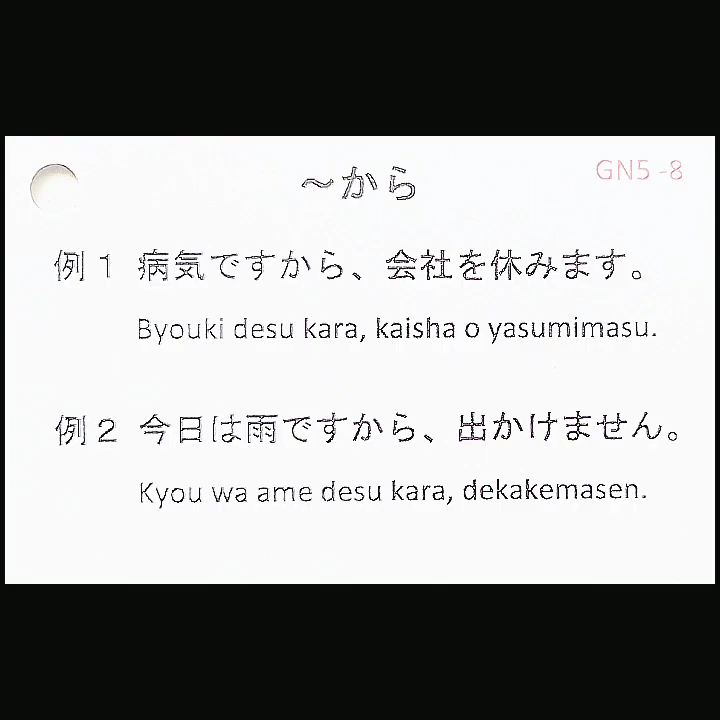 ～から
GN5 -8
例１ 病気ですから、会社を休みます。
Byouki desu kara, kaisha o yasumimasu.
例２ 今日は雨ですから、出かけません。
Kyou wa ame desu kara, dekakemasen.